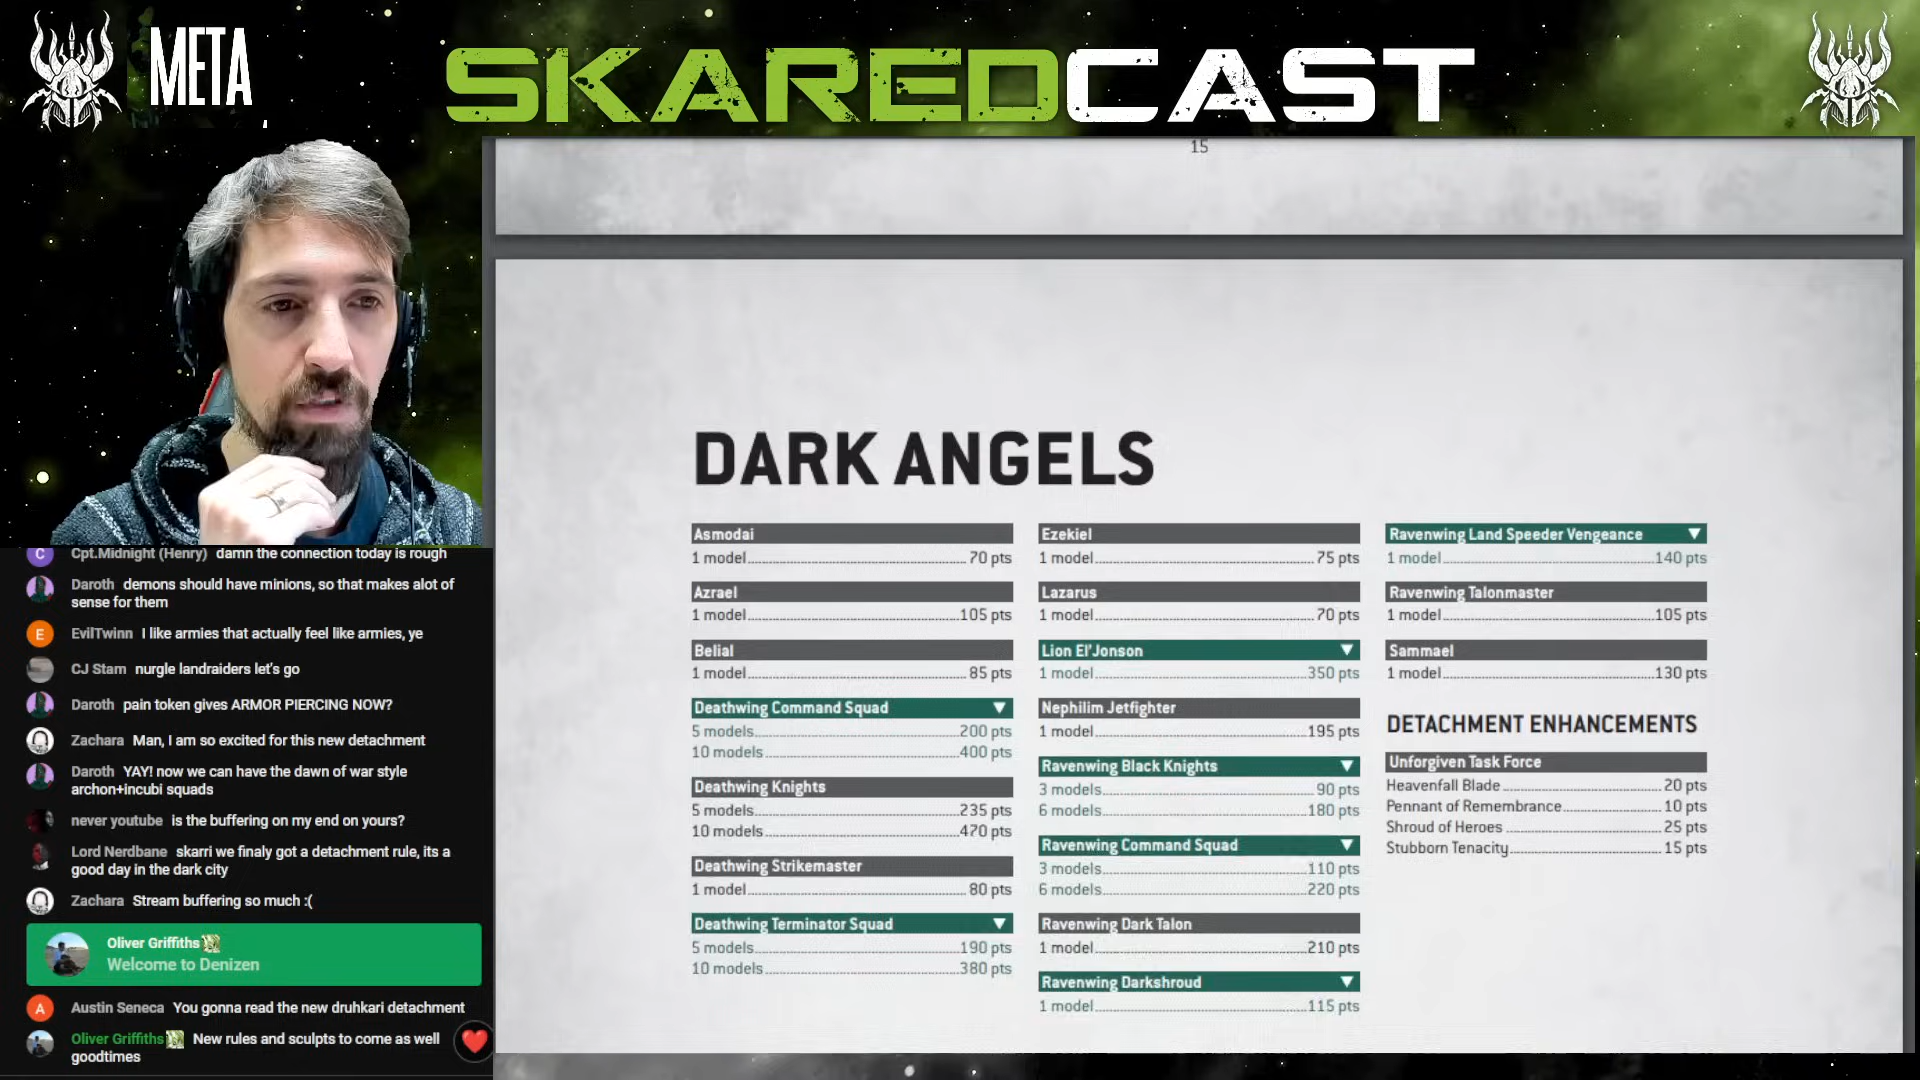 META
SKAREDCAST
15
DARK ANGELS
Asmodai
1 model 70 pts
Azrael
1 model 105 pts
Belial
1 model 85 pts
Deathwing Command Squad ▼
5 models 200 pts
10 models 400 pts
Deathwing Knights
5 models 235 pts
10 models 470 pts
Deathwing Strikemaster
1 model 80 pts
Deathwing Terminator Squad ▼
5 models 190 pts
10 models 380 pts
Ezekiel
1 model 75 pts
Lazarus
1 model 70 pts
Lion El'Jonson ▼
1 model 350 pts
Nephilim Jetfighter
1 model 195 pts
Ravenwing Black Knights ▼
3 models 90 pts
6 models 180 pts
Ravenwing Command Squad ▼
3 models 110 pts
6 models 220 pts
Ravenwing Dark Talon
1 model 210 pts
Ravenwing Darkshroud ▼
1 model 115 pts
Ravenwing Land Speeder Vengeance ▼
1 model 140 pts
Ravenwing Talonmaster
1 model 105 pts
Sammael
1 model 130 pts
DETACHMENT ENHANCEMENTS
Unforgiven Task Force
Heavenfall Blade 20 pts
Pennant of Remembrance 10 pts
Shroud of Heroes 25 pts
Stubborn Tenacity 15 pts
C Cpt.Midnight (Henry) damn the connection today is rough
Daroth demons should have minions, so that makes alot of
sense for them
E EvilTwinn I like armies that actually feel like armies, ye
CJ Stam nurgle landraiders let's go
Daroth pain token gives ARMOR PIERCING NOW?
Zachara Man, I am so excited for this new detachment
Daroth YAY! now we can have the dawn of war style
archon+incubi squads
never youtube is the buffering on my end on yours?
Lord Nerdbane skarri we finaly got a detachment rule, its a
good day in the dark city
Zachara Stream buffering so much :(
Oliver Griffiths
Welcome to Denizen
A Austin Seneca You gonna read the new druhkari detachment
Oliver Griffiths New rules and sculpts to come as well
goodtimes